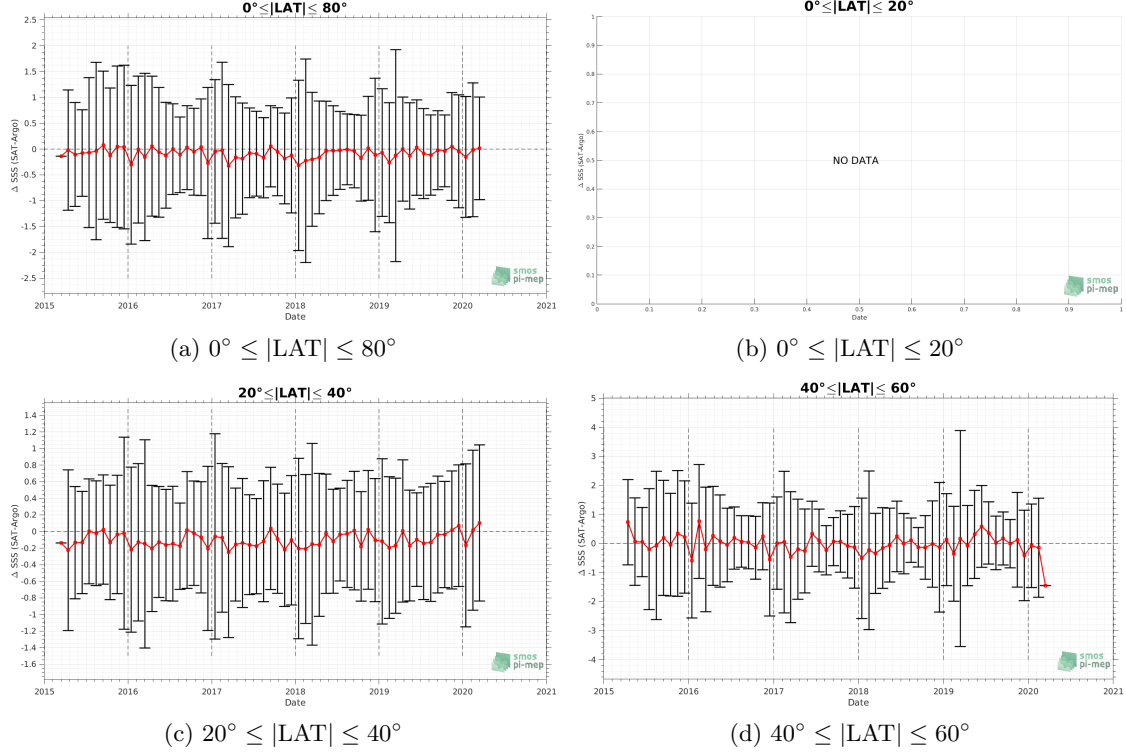 0°≤|LAT|≤ 80°
2.5
2
1.5
1
0.5
0
-0.5
-1
-1.5
-2
-2.5
Δ SSS (SAT-Argo)
2015 2016 2017 2018 2019 2020 2021
Date
smos
pi-mep
(a) 0° ≤ |LAT| ≤ 80°
0°≤|LAT|≤ 20°
1
0.9
0.8
0.7
0.6
0.5
0.4
0.3
0.2
0.1
0
Δ SSS (SAT-Argo)
NO DATA
0 0.1 0.2 0.3 0.4 0.5 0.6 0.7 0.8 0.9 1
Date
smos
pi-mep
(b) 0° ≤ |LAT| ≤ 20°
20°≤|LAT|≤ 40°
1.4
1.2
1
0.8
0.6
0.4
0.2
0
-0.2
-0.4
-0.6
-0.8
-1
-1.2
-1.4
-1.6
Δ SSS (SAT-Argo)
2015 2016 2017 2018 2019 2020 2021
Date
smos
pi-mep
(c) 20° ≤ |LAT| ≤ 40°
40°≤|LAT|≤ 60°
5
4
3
2
1
0
-1
-2
-3
-4
Δ SSS (SAT-Argo)
2015 2016 2017 2018 2019 2020 2021
Date
smos
pi-mep
(d) 40° ≤ |LAT| ≤ 60°